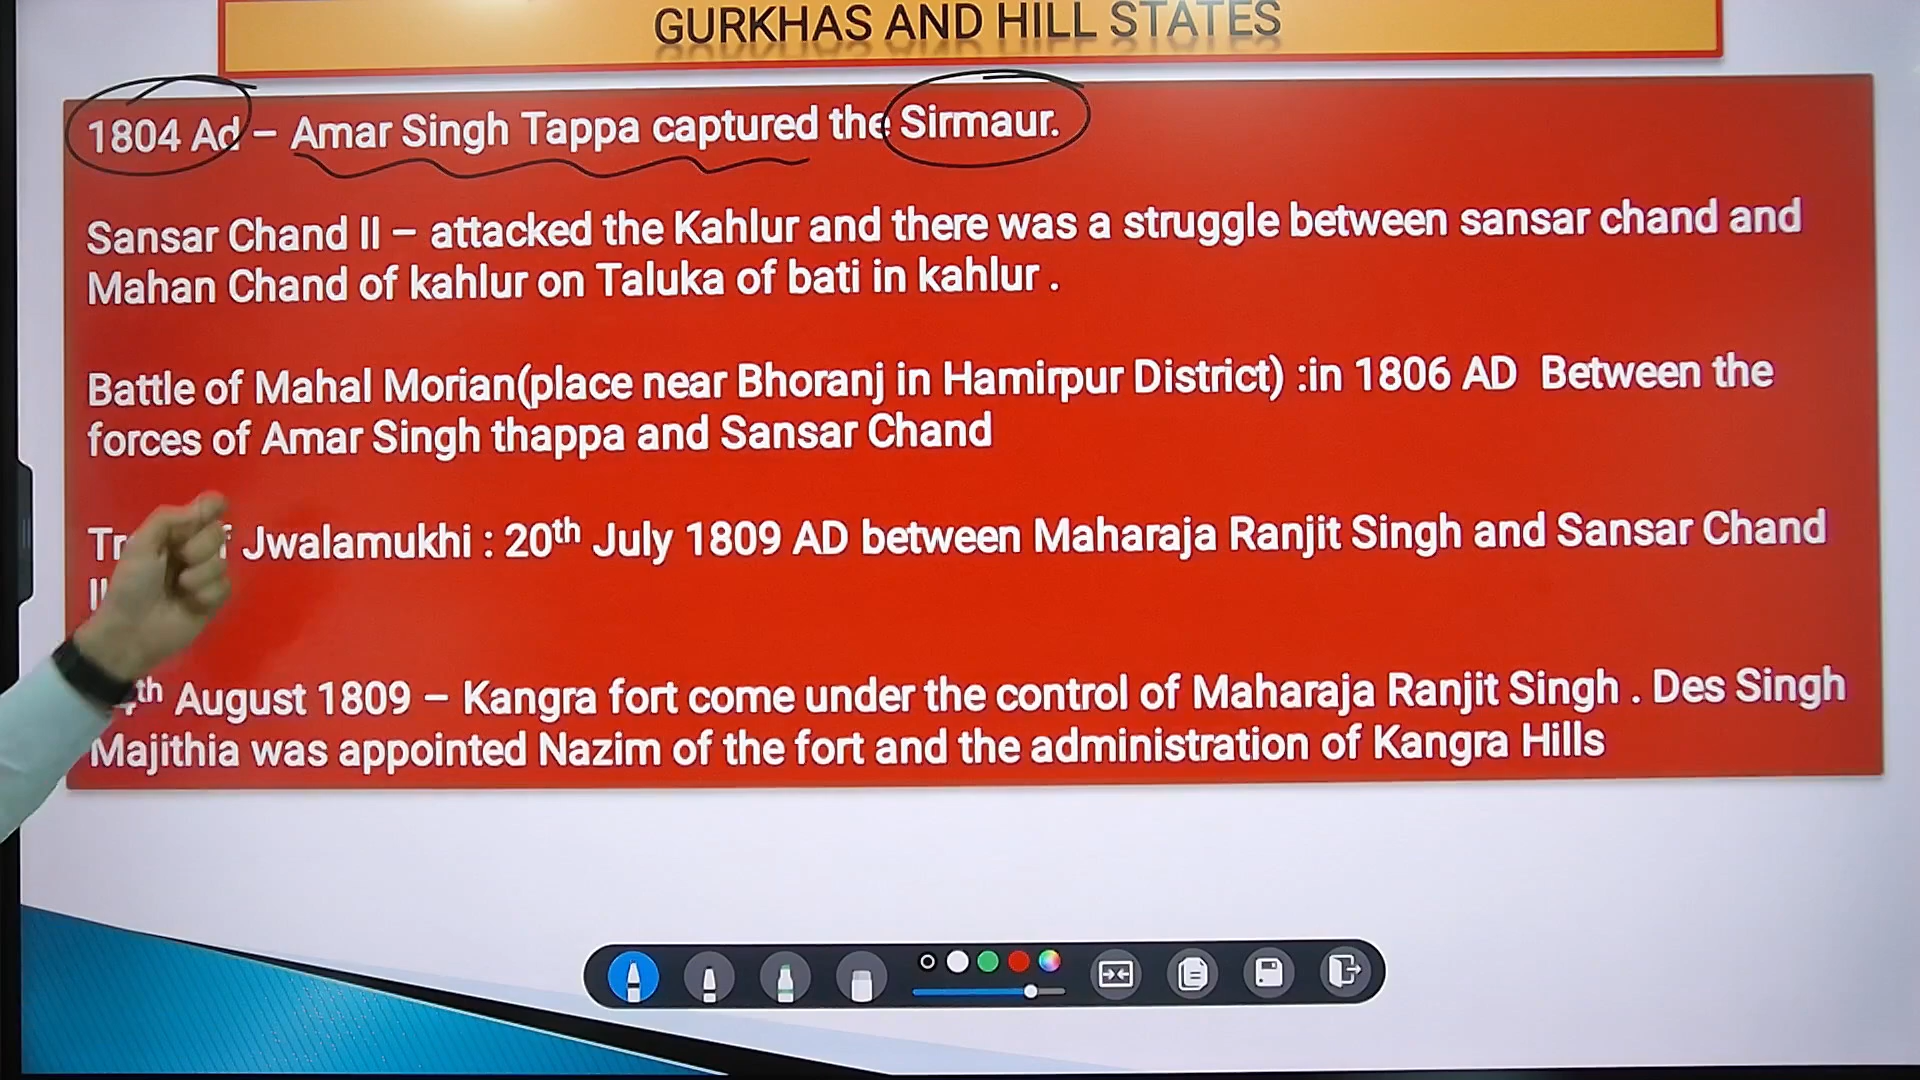 GURKHAS AND HILL STATES
1804 Ad – Amar Singh Tappa captured the Sirmaur.
Sansar Chand II – attacked the Kahlur and there was a struggle between sansar chand and
Mahan Chand of kahlur on Taluka of bati in kahlur .
Battle of Mahal Morian(place near Bhoranj in Hamirpur District) :in 1806 AD Between the
forces of Amar Singh thappa and Sansar Chand
Jwalamukhi : 20th July 1809 AD between Maharaja Ranjit Singh and Sansar Chand
August 1809 – Kangra fort come under the control of Maharaja Ranjit Singh . Des Singh
Majithia was appointed Nazim of the fort and the administration of Kangra Hills